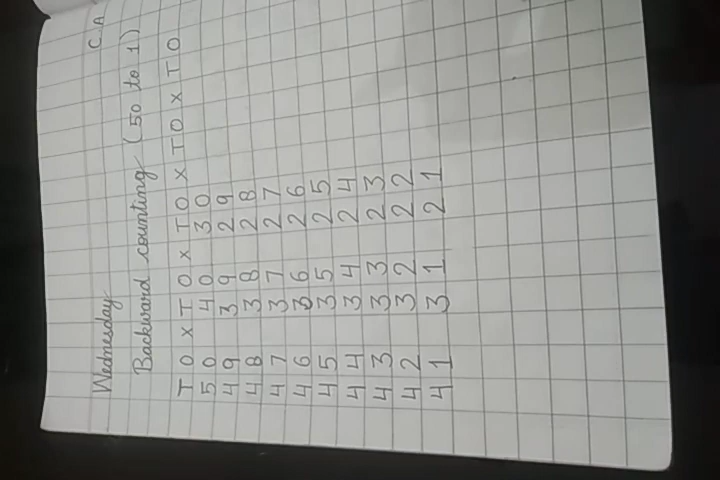 Wednesday C.A
Backward counting (50 to 1)
T O x T O x T O x T O x T O
5 0 4 0 3 0
4 9 3 9 2 9
4 8 3 8 2 8
4 7 3 7 2 7
4 6 3 6 2 6
4 5 3 5 2 5
4 4 3 4 2 4
4 3 3 3 2 3
4 2 3 2 2 2
4 1 3 1 2 1